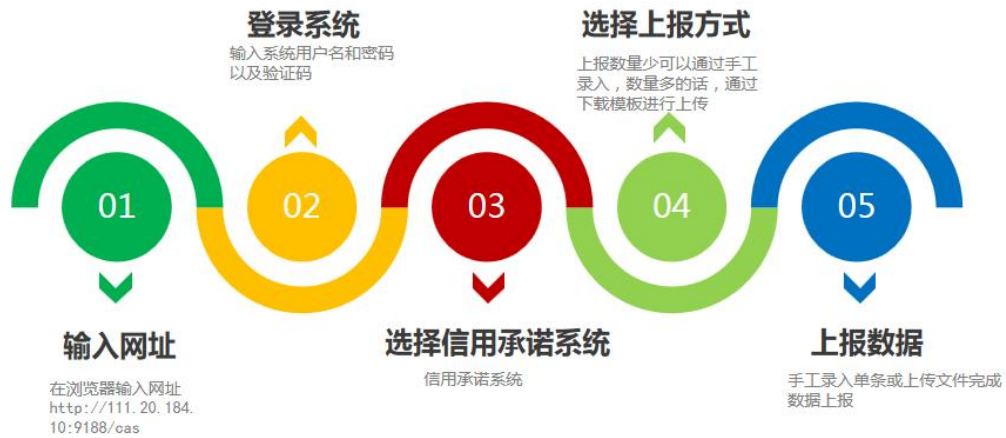 登录系统
输入系统用户名和密码
以及验证码
选择上报方式
上报数量少可以通过手工
录入，数量多的话，通过
下载模板进行上传
01
02
03
04
05
输入网址
在浏览器输入网址
http://111.20.184.
10:9188/cas
选择信用承诺系统
信用承诺系统
上报数据
手工录入单条或上传文件完成
数据上报